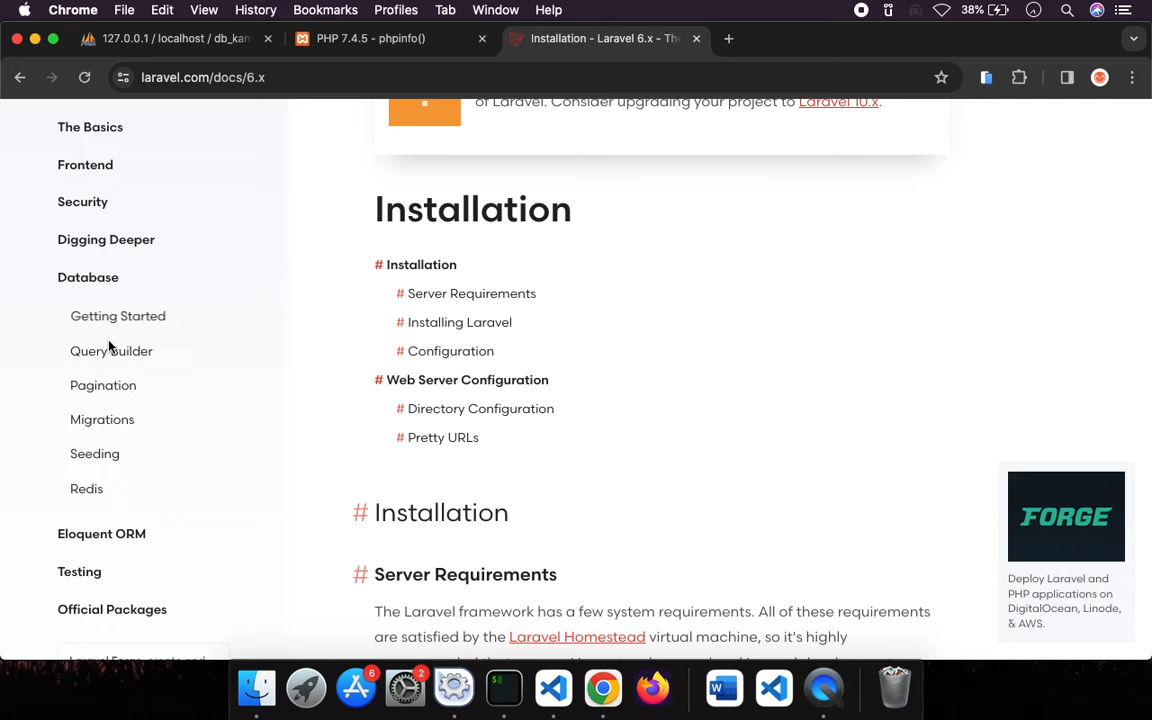 Chrome File Edit View History Bookmarks Profiles Tab Window Help 38%
127.0.0.1 / localhost / db_kam
PHP 7.4.5 - phpinfo()
Installation - Laravel 6.x - The
laravel.com/docs/6.x
of Laravel. Consider upgrading your project to Laravel 10.x.
The Basics
Frontend
Security
Digging Deeper
Database
Getting Started
Query Builder
Pagination
Migrations
Seeding
Redis
Eloquent ORM
Testing
Official Packages
Installation
# Installation
# Server Requirements
# Installing Laravel
# Configuration
# Web Server Configuration
# Directory Configuration
# Pretty URLs
# Installation
# Server Requirements
The Laravel framework has a few system requirements. All of these requirements
are satisfied by the Laravel Homestead virtual machine, so it's highly
FORGE
Deploy Laravel and
PHP applications on
DigitalOcean, Linode,
& AWS.
6
2